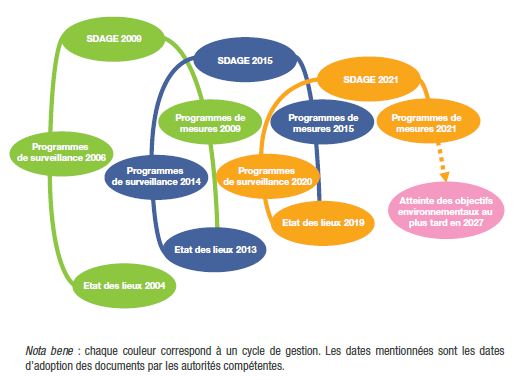 SDAGE 2009
SDAGE 2015
SDAGE 2021
Programmes de
mesures 2009
Programmes de
mesures 2015
Programmes de
mesures 2021
Programmes
de surveillance 2006
Programmes
de surveillance 2014
Programmes
de surveillance 2020
Atteinte des objectifs
environnementaux au
plus tard en 2027
Etat des lieux 2019
Etat des lieux 2013
Etat des lieux 2004
Nota bene : chaque couleur correspond à un cycle de gestion. Les dates mentionnées sont les dates
d'adoption des documents par les autorités compétentes.